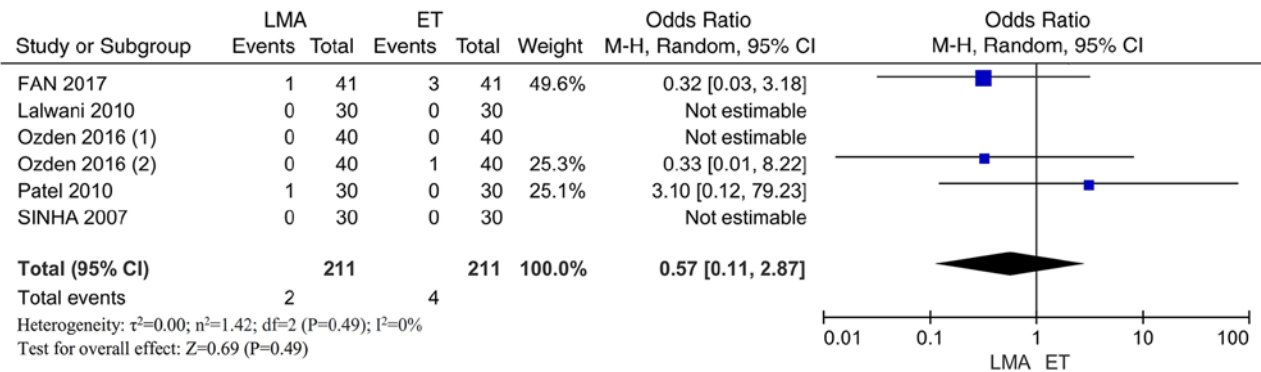 LMA ET Odds Ratio Odds Ratio
Study or Subgroup Events Total Events Total Weight M-H, Random, 95% CI M-H, Random, 95% CI
FAN 2017 1 41 3 41 49.6% 0.32 [0.03, 3.18]
Lalwani 2010 0 30 0 30 Not estimable
Ozden 2016 (1) 0 40 0 40 Not estimable
Ozden 2016 (2) 0 40 1 40 25.3% 0.33 [0.01, 8.22]
Patel 2010 1 30 0 30 25.1% 3.10 [0.12, 79.23]
SINHA 2007 0 30 0 30 Not estimable
Total (95% CI) 211 211 100.0% 0.57 [0.11, 2.87]
Total events 2 4
Heterogeneity: τ²=0.00; n²=1.42; df=2 (P=0.49); I²=0%
Test for overall effect: Z=0.69 (P=0.49)
0.01 0.1 1 10 100
LMA ET